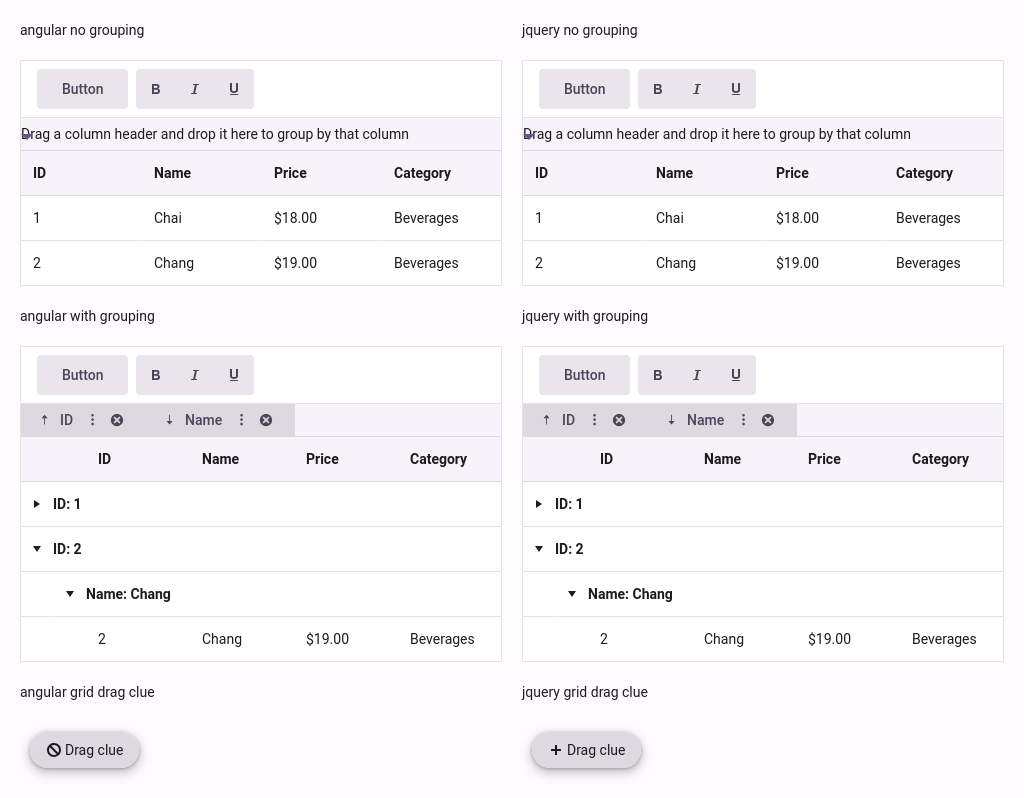 angular no grouping
jquery no grouping
Button B I U
Button B I U
Drag a column header and drop it here to group by that column
Drag a column header and drop it here to group by that column
ID Name Price Category
ID Name Price Category
1 Chai $18.00 Beverages
1 Chai $18.00 Beverages
2 Chang $19.00 Beverages
2 Chang $19.00 Beverages
angular with grouping
jquery with grouping
Button B I U
Button B I U
ID Name
ID Name
ID Name Price Category
ID Name Price Category
ID: 1
ID: 1
ID: 2
ID: 2
Name: Chang
Name: Chang
2 Chang $19.00 Beverages
2 Chang $19.00 Beverages
angular grid drag clue
jquery grid drag clue
Drag clue
Drag clue